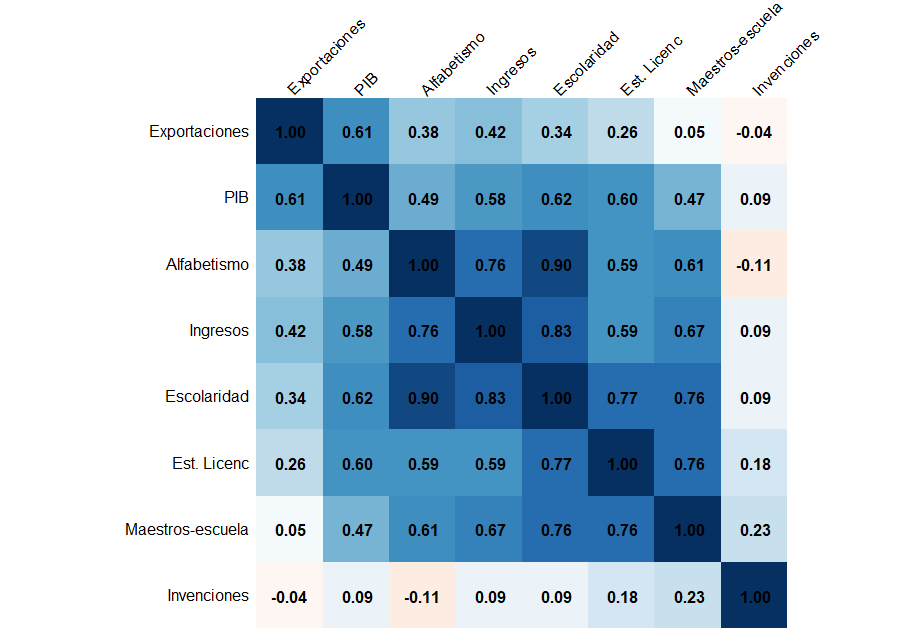 Exportaciones PIB Alfabetismo Ingresos Escolaridad Est. Licenc Maestros-escuela Invenciones
Exportaciones 1.00 0.61 0.38 0.42 0.34 0.26 0.05 -0.04
PIB 0.61 1.00 0.49 0.58 0.62 0.60 0.47 0.09
Alfabetismo 0.38 0.49 1.00 0.76 0.90 0.59 0.61 -0.11
Ingresos 0.42 0.58 0.76 1.00 0.83 0.59 0.67 0.09
Escolaridad 0.34 0.62 0.90 0.83 1.00 0.77 0.76 0.09
Est. Licenc 0.26 0.60 0.59 0.59 0.77 1.00 0.76 0.18
Maestros-escuela 0.05 0.47 0.61 0.67 0.76 0.76 1.00 0.23
Invenciones -0.04 0.09 -0.11 0.09 0.09 0.18 0.23 1.00